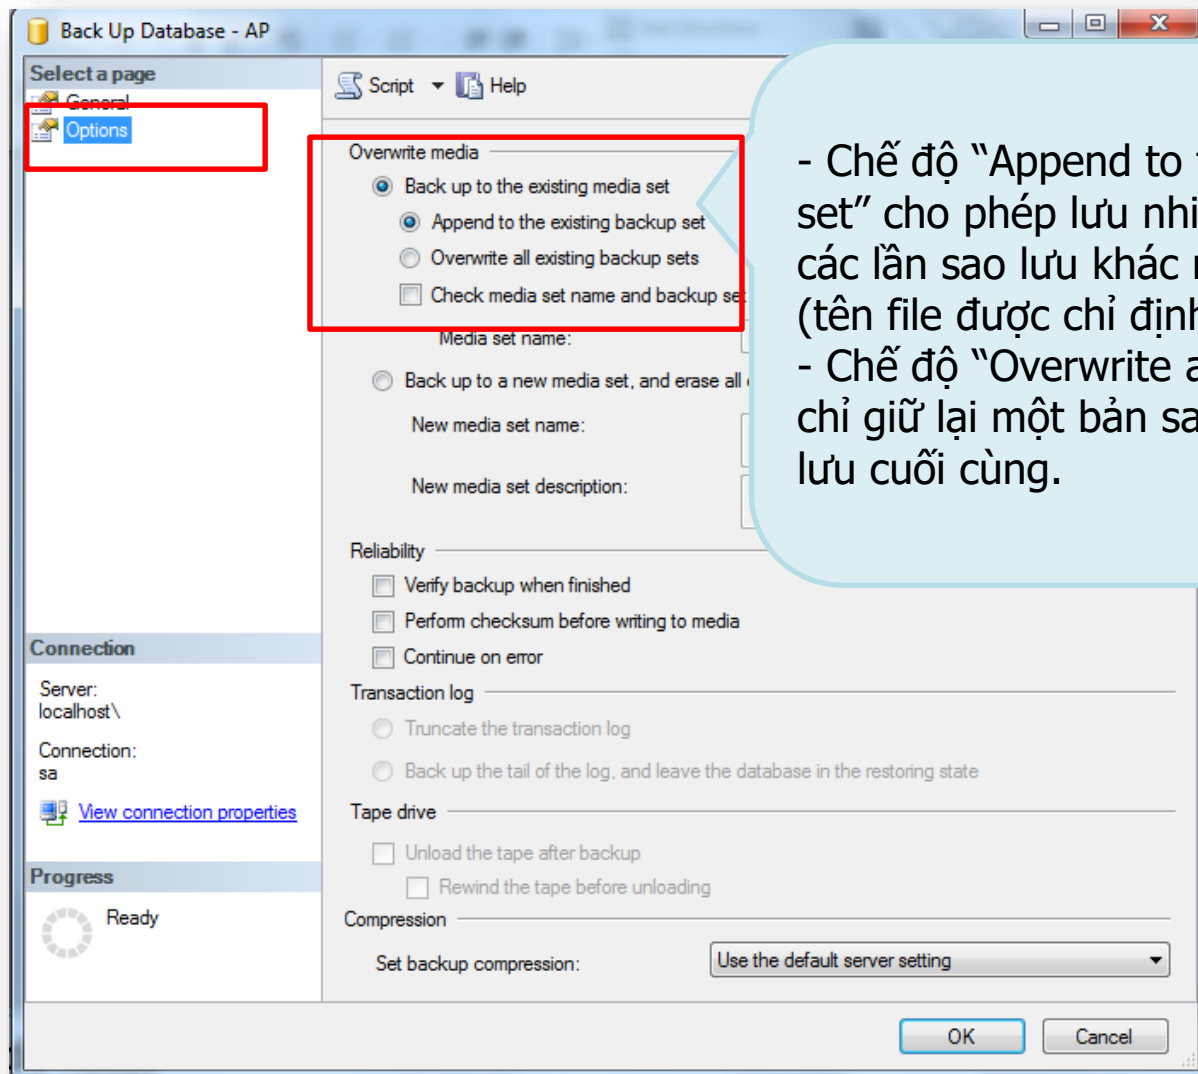 Back Up Database - AP
Select a page
General
Options
Script
Help
Overwrite media
Back up to the existing media set
Append to the existing backup set
Overwrite all existing backup sets
Check media set name and backup set
Media set name:
Back up to a new media set, and erase all
New media set name:
New media set description:
- Chế độ “Append to
set” cho phép lưu
các lần sao lưu khác
(tên file được chỉ định
- Chế độ “Overwrite
chỉ giữ lại một bản
lưu cuối cùng.
Reliability
Verify backup when finished
Perform checksum before writing to media
Continue on error
Transaction log
Truncate the transaction log
Back up the tail of the log, and leave the database in the restoring state
Tape drive
Unload the tape after backup
Rewind the tape before unloading
Compression
Set backup compression:
Use the default server setting
Connection
Server:
localhost\
Connection:
sa
View connection properties
Progress
Ready
OK
Cancel